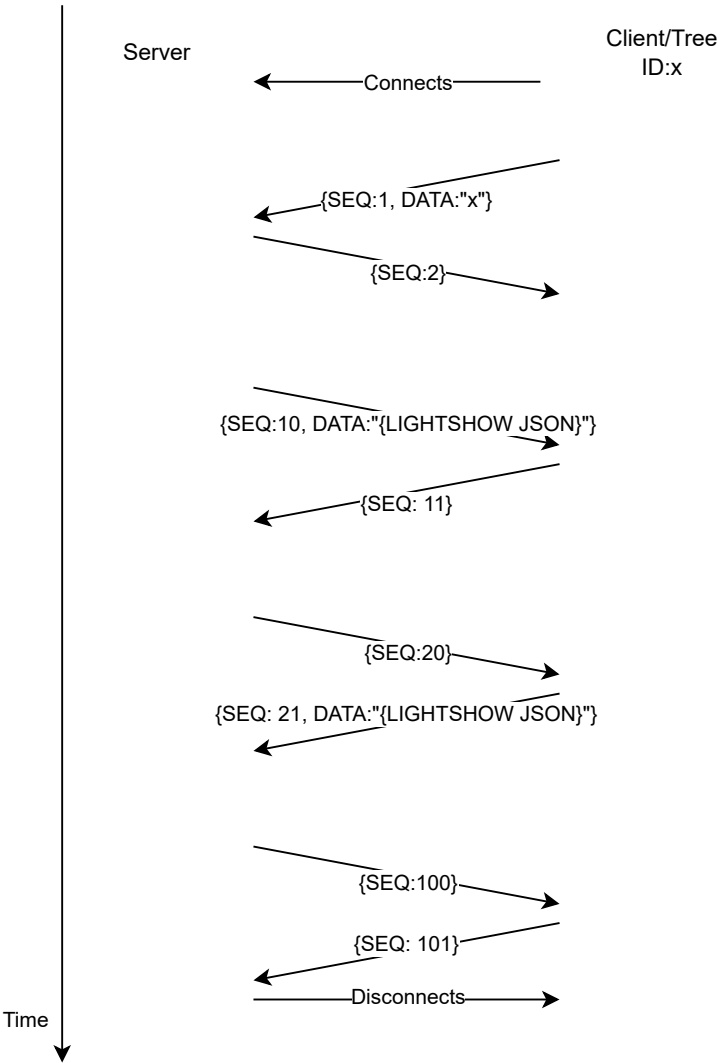 Server
Client/Tree
ID:x
Connects
{SEQ:1, DATA:"x"}
{SEQ:2}
{SEQ:10, DATA:"{LIGHTSHOW JSON}"}
{SEQ: 11}
{SEQ:20}
{SEQ: 21, DATA:"{LIGHTSHOW JSON}"}
{SEQ:100}
{SEQ: 101}
Disconnects
Time